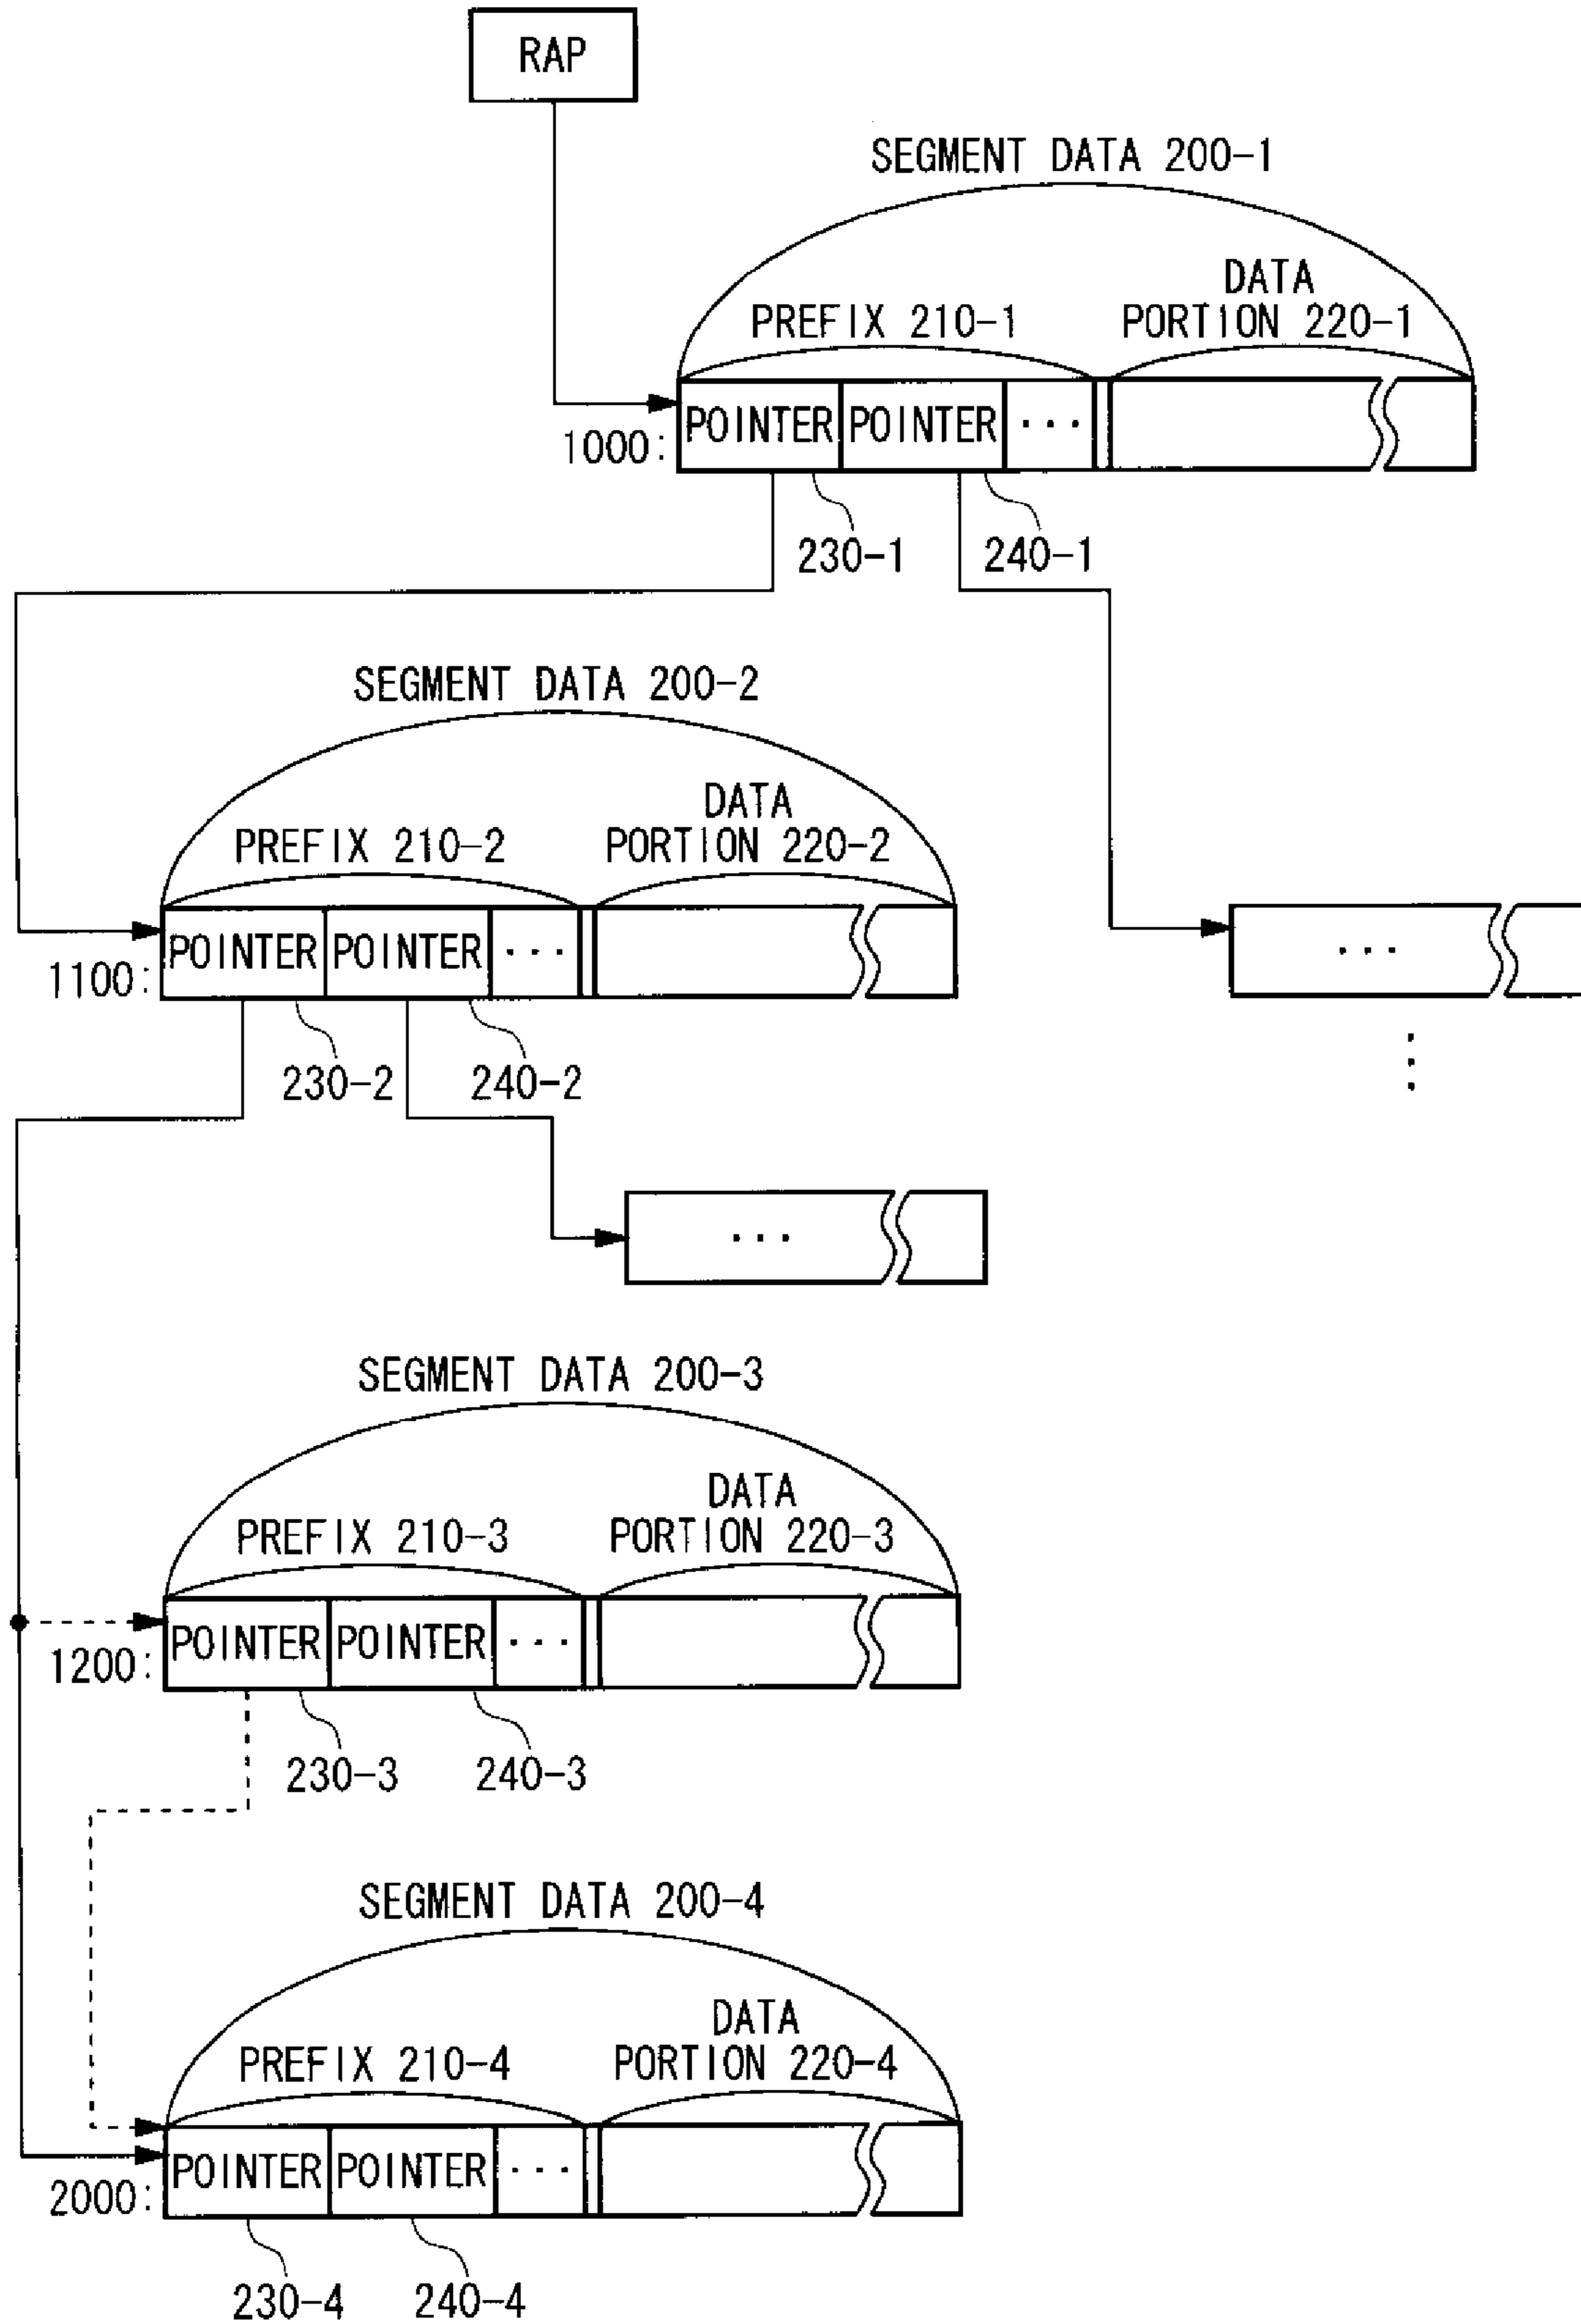 RAP
SEGMENT DATA 200-1
DATA
PREFIX 210-1 PORTION 220-1
1000: POINTER POINTER ...
230-1 240-1
SEGMENT DATA 200-2
DATA
PREFIX 210-2 PORTION 220-2
1100: POINTER POINTER ... ...
230-2 240-2
...
SEGMENT DATA 200-3
DATA
PREFIX 210-3 PORTION 220-3
1200: POINTER POINTER ...
230-3 240-3
SEGMENT DATA 200-4
DATA
PREFIX 210-4 PORTION 220-4
2000: POINTER POINTER ...
230-4 240-4